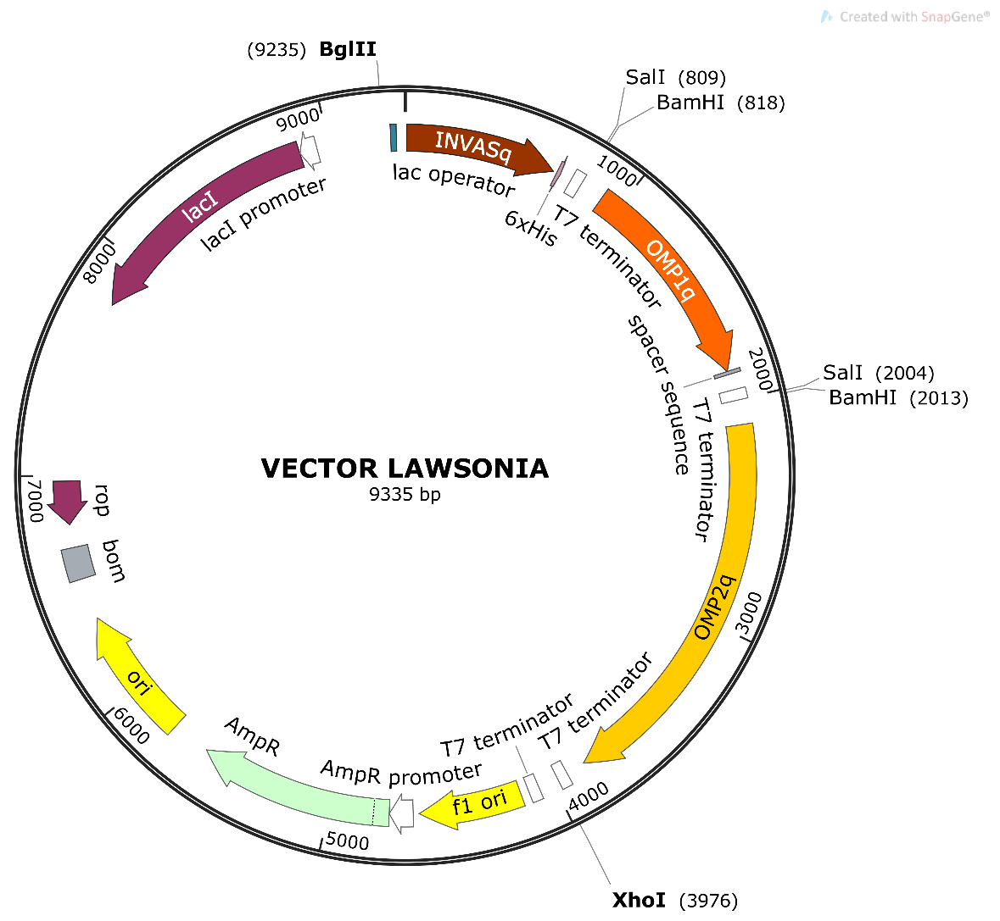 Created with SnapGene®
(9235) BglII
SalI (809)
BamHI (818)
9000
1000
INVASq
lac operator
6xHis
T7 terminator
lacI
lacI promoter
8000
OMP1q
spacer sequence
2000
SalI (2004)
BamHI (2013)
T7 terminator
VECTOR LAWSONIA
9335 bp
7000
rop
bom
OMP2q
3000
ori
6000
T7 terminator
T7 terminator
AmpR
AmpR promoter
f1 ori
4000
5000
XhoI (3976)